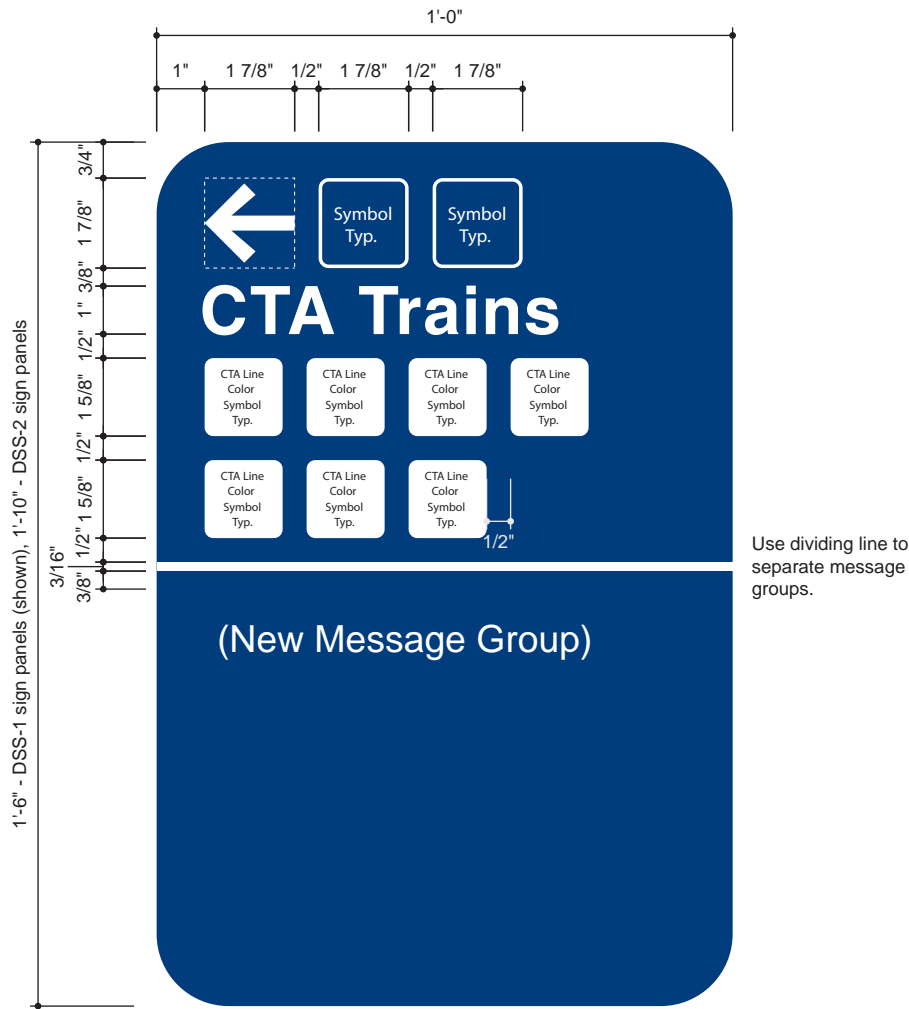 1'-0"
1"
1 7/8"
1/2"
1 7/8"
1/2"
1 7/8"
3/4"
1 7/8"
3/8"
1"
1/2"
1 5/8"
1/2"
1 5/8"
1/2"
3/16"
3/8"
1'-6" - DSS-1 sign panels (shown), 1'-10" - DSS-2 sign panels
Symbol
Typ.
Symbol
Typ.
CTA Trains
CTA Line
Color
Symbol
Typ.
CTA Line
Color
Symbol
Typ.
CTA Line
Color
Symbol
Typ.
CTA Line
Color
Symbol
Typ.
CTA Line
Color
Symbol
Typ.
CTA Line
Color
Symbol
Typ.
CTA Line
Color
Symbol
Typ.
1/2"
Use dividing line to
separate message
groups.
(New Message Group)